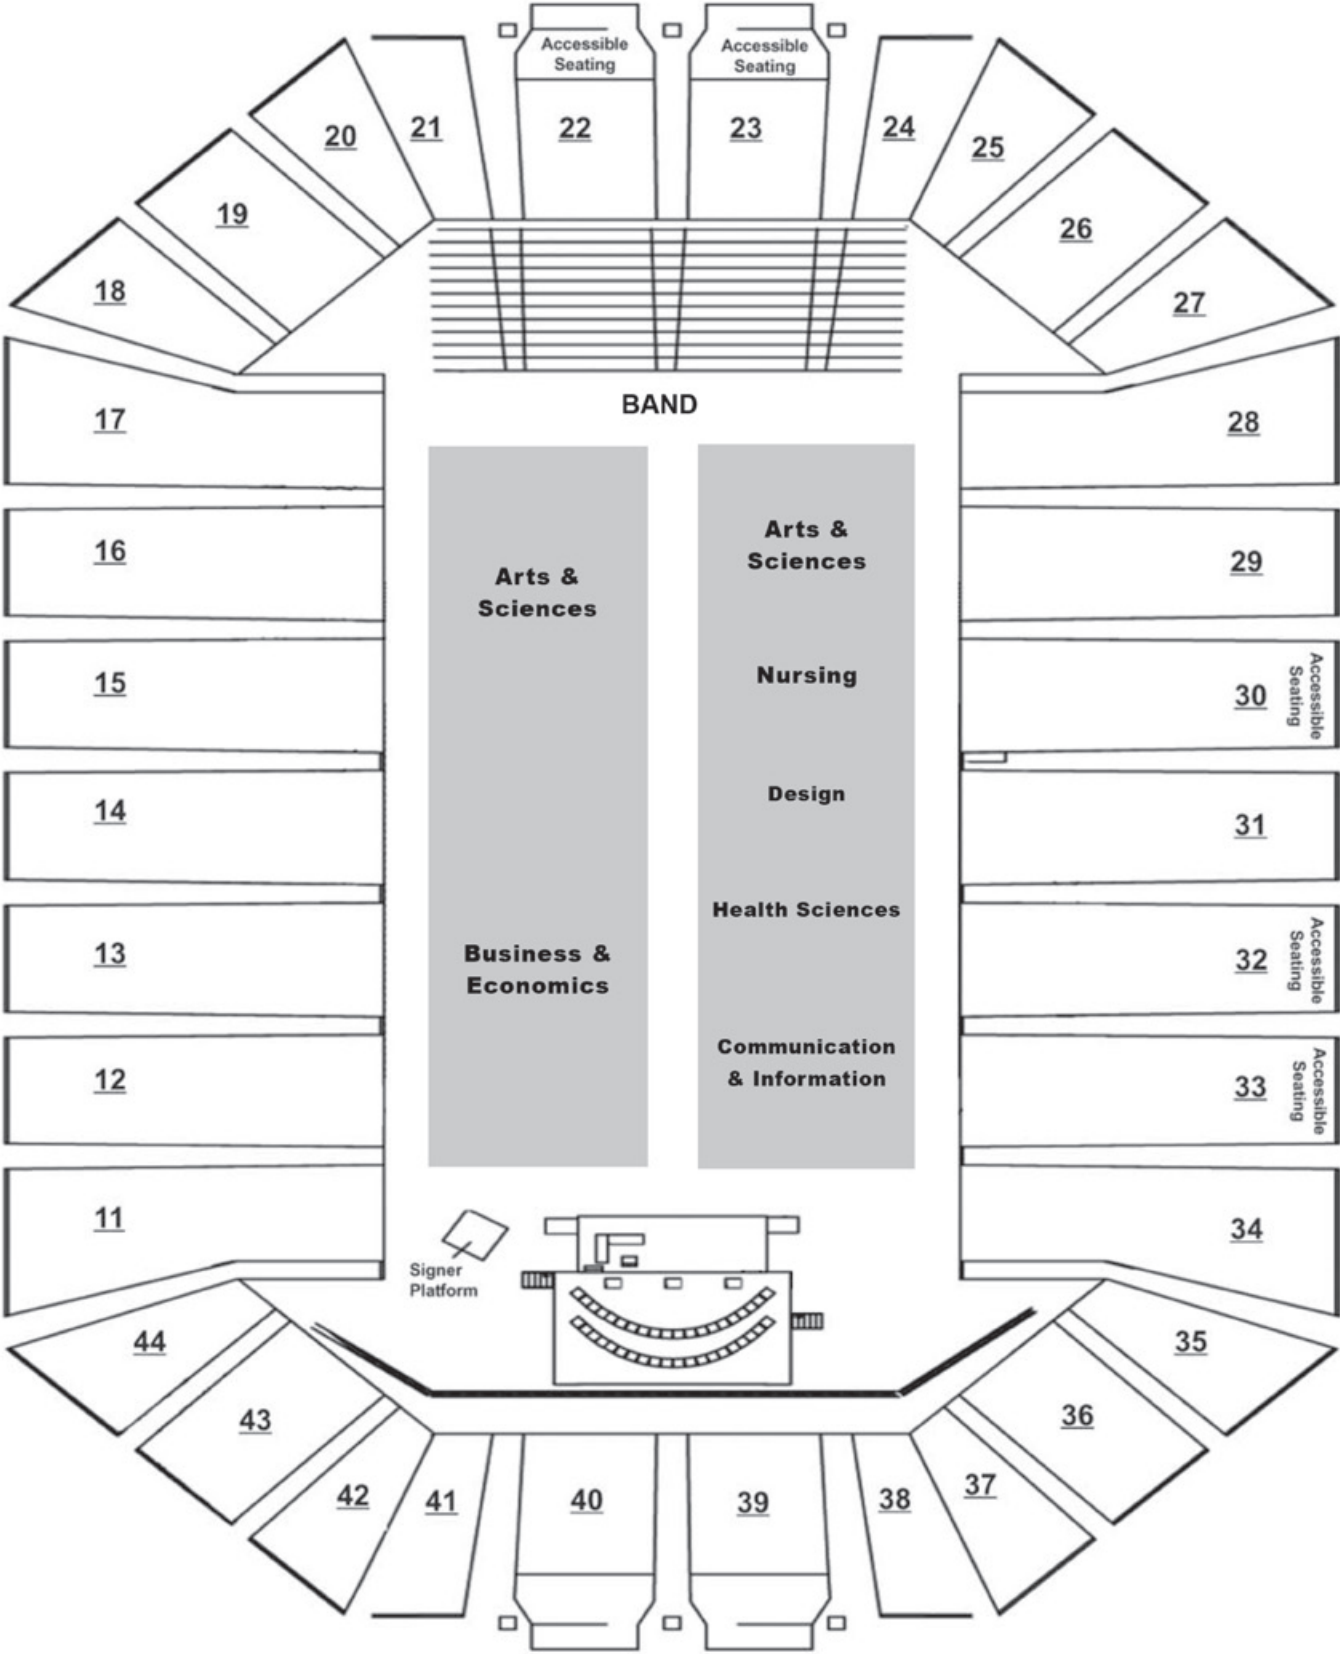 Accessible
Seating
Accessible
Seating
20
21
22
23
24
25
19
26
18
27
17
BAND
28
16
Arts &
Sciences
Arts &
Sciences
29
15
Nursing
30
Accessible
Seating
14
Design
31
Health Sciences
13
Business &
Economics
32
Accessible
Seating
12
Communication
& Information
33
Accessible
Seating
11
34
Signer
Platform
44
35
43
36
42
41
40
39
38
37